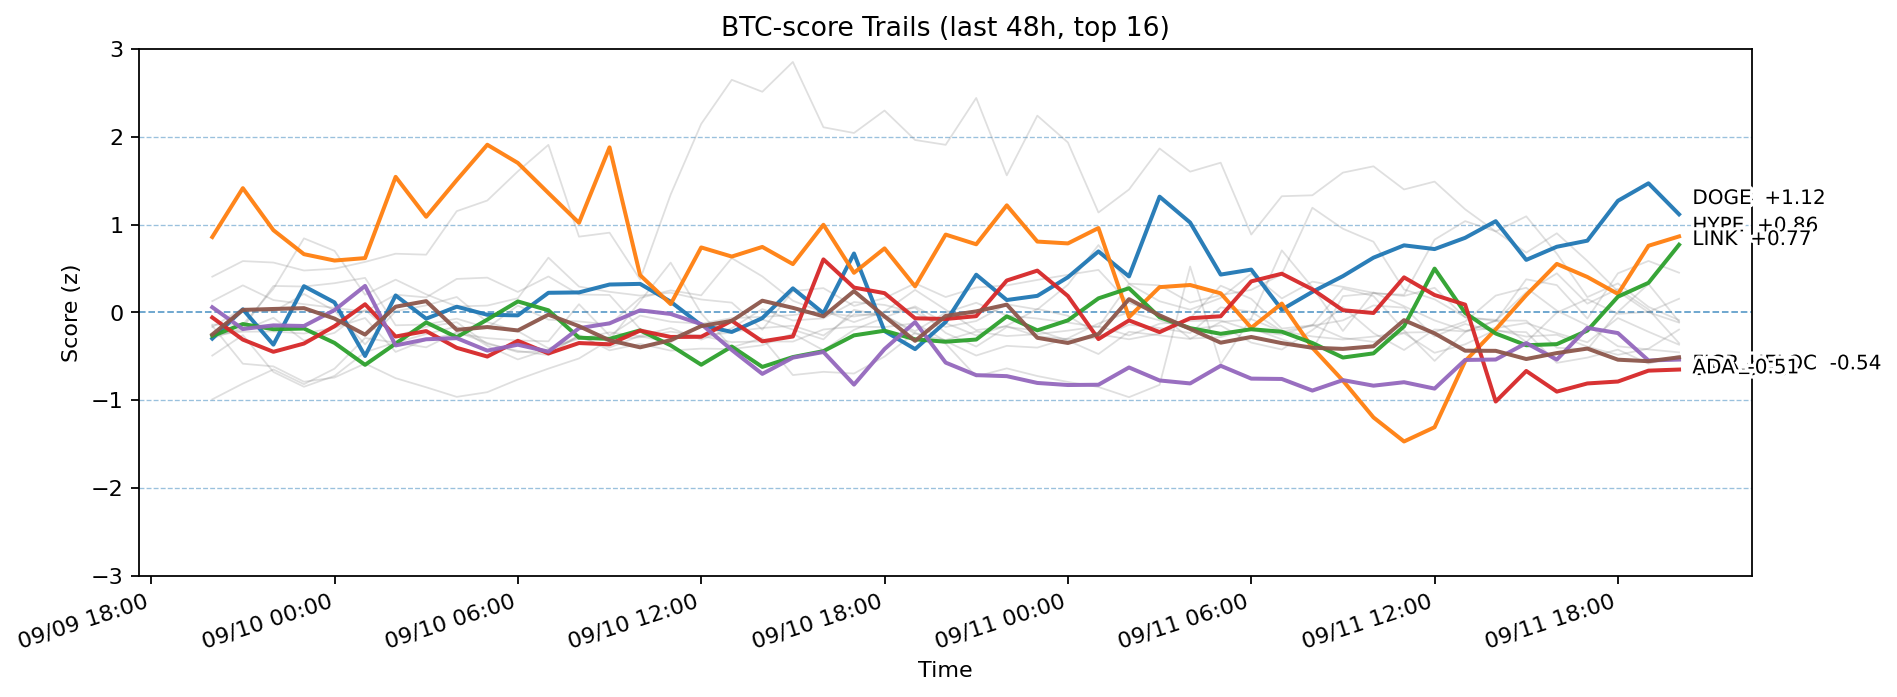 BTC-score Trails (last 48h, top 16)
Score (z)
3
2
1
0
−1
−2
−3
DOGE +1.12
HYPE +0.86
LINK +0.77
DC -0.54
ADA -0.51
09/09 18:00
09/10 00:00
09/10 06:00
09/10 12:00
09/10 18:00
09/11 00:00
09/11 06:00
09/11 12:00
09/11 18:00
Time